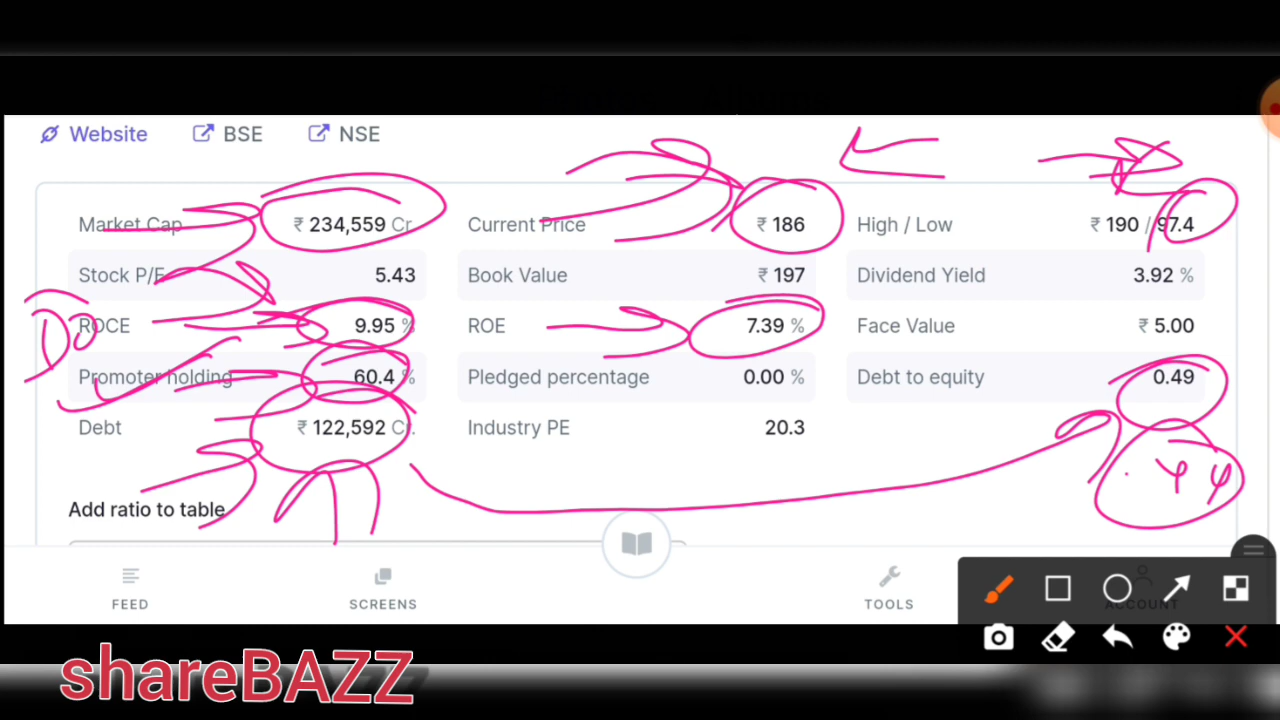 Website BSE NSE
Market Cap ₹ 234,559 Cr. Current Price ₹ 186 High / Low ₹ 190 / 97.4
Stock P/E 5.43 Book Value ₹ 197 Dividend Yield 3.92 %
ROCE 9.95 % ROE 7.39 % Face Value ₹ 5.00
Promoter holding 60.4 % Pledged percentage 0.00 % Debt to equity 0.49
Debt ₹ 122,592 Cr. Industry PE 20.3
.44
Add ratio to table
FEED SCREENS TOOLS ACCOUNT
shareBAZZ